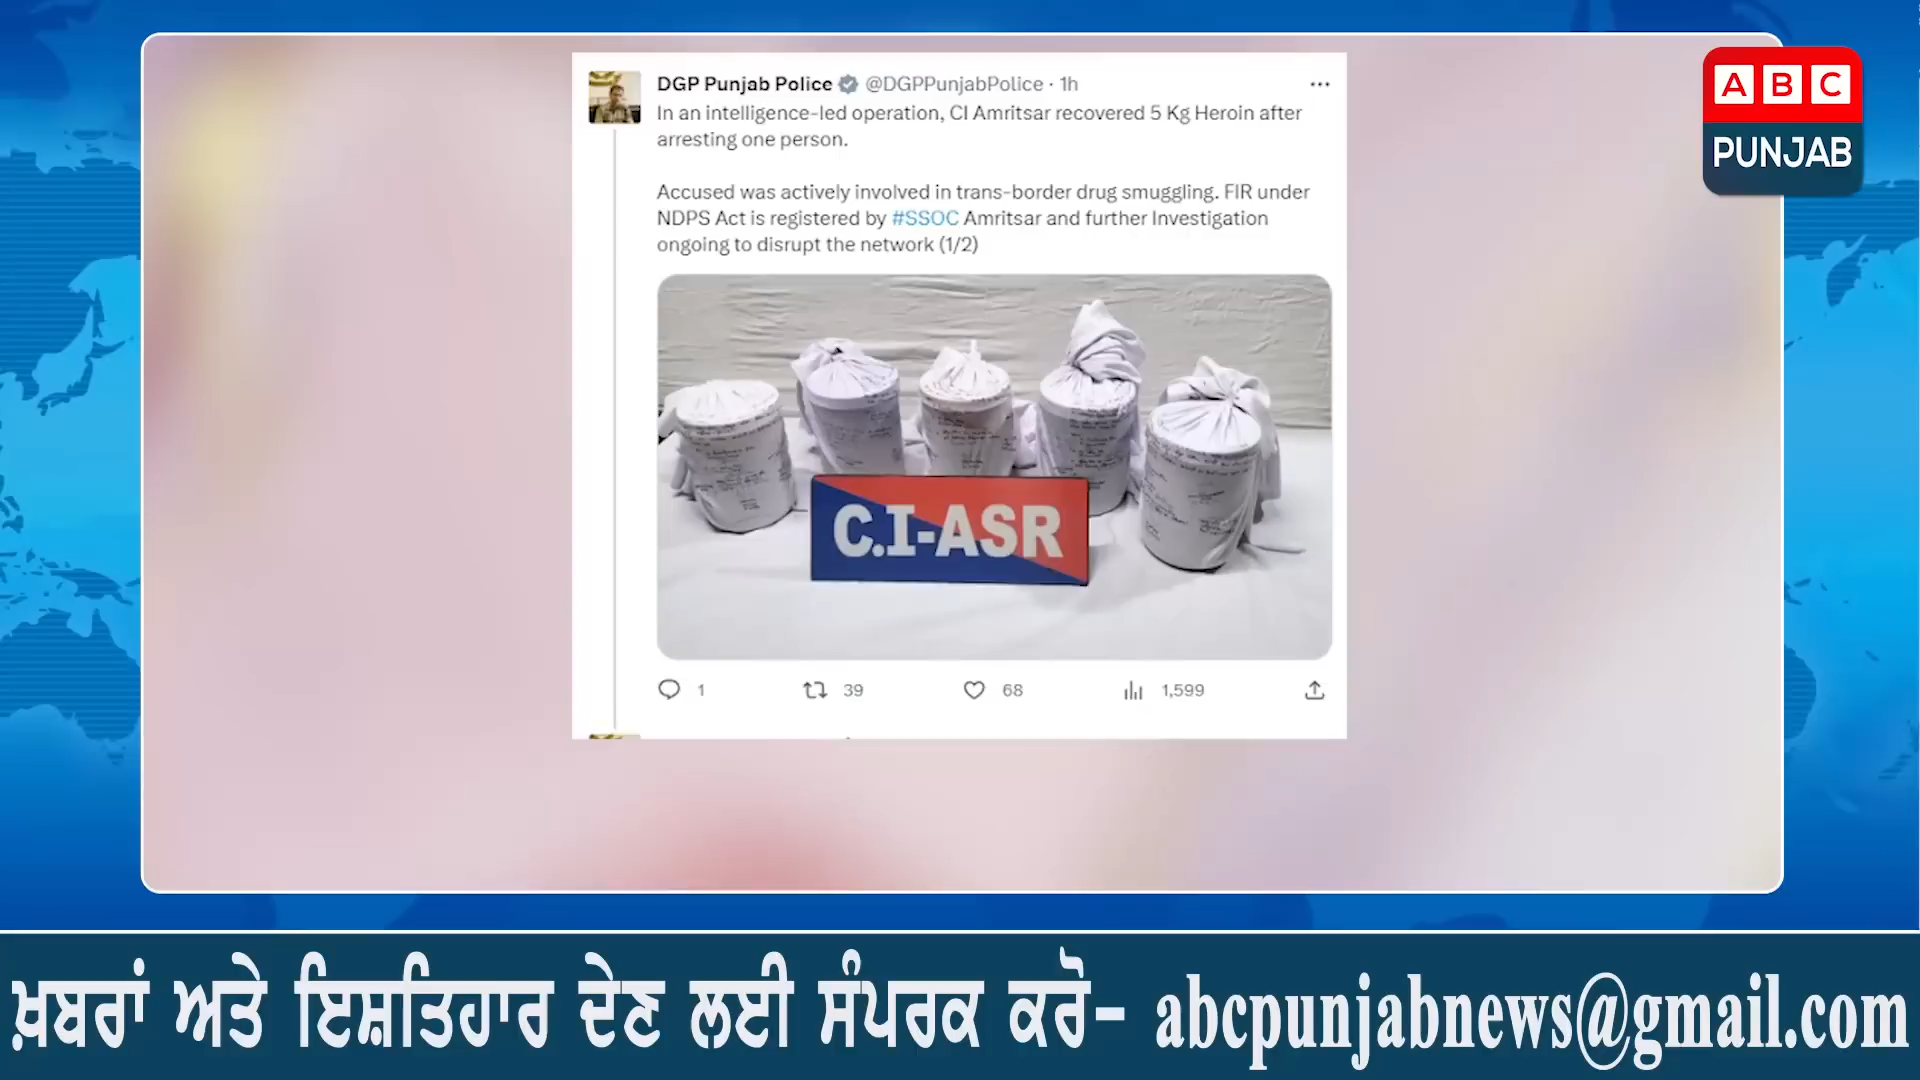 DGP Punjab Police @DGPPunjabPolice · 1h
In an intelligence-led operation, CI Amritsar recovered 5 Kg Heroin after
arresting one person.
Accused was actively involved in trans-border drug smuggling. FIR under
NDPS Act is registered by #SSOC Amritsar and further Investigation
ongoing to disrupt the network (1/2)
C.I-ASR
1 39 68 1,599
ABC
PUNJAB
ਖ਼ਬਰਾਂ ਅਤੇ ਇਸ਼ਤਿਹਾਰ ਦੇਣ ਲਈ ਸੰਪਰਕ ਕਰੋ- abcpunjabnews@gmail.com